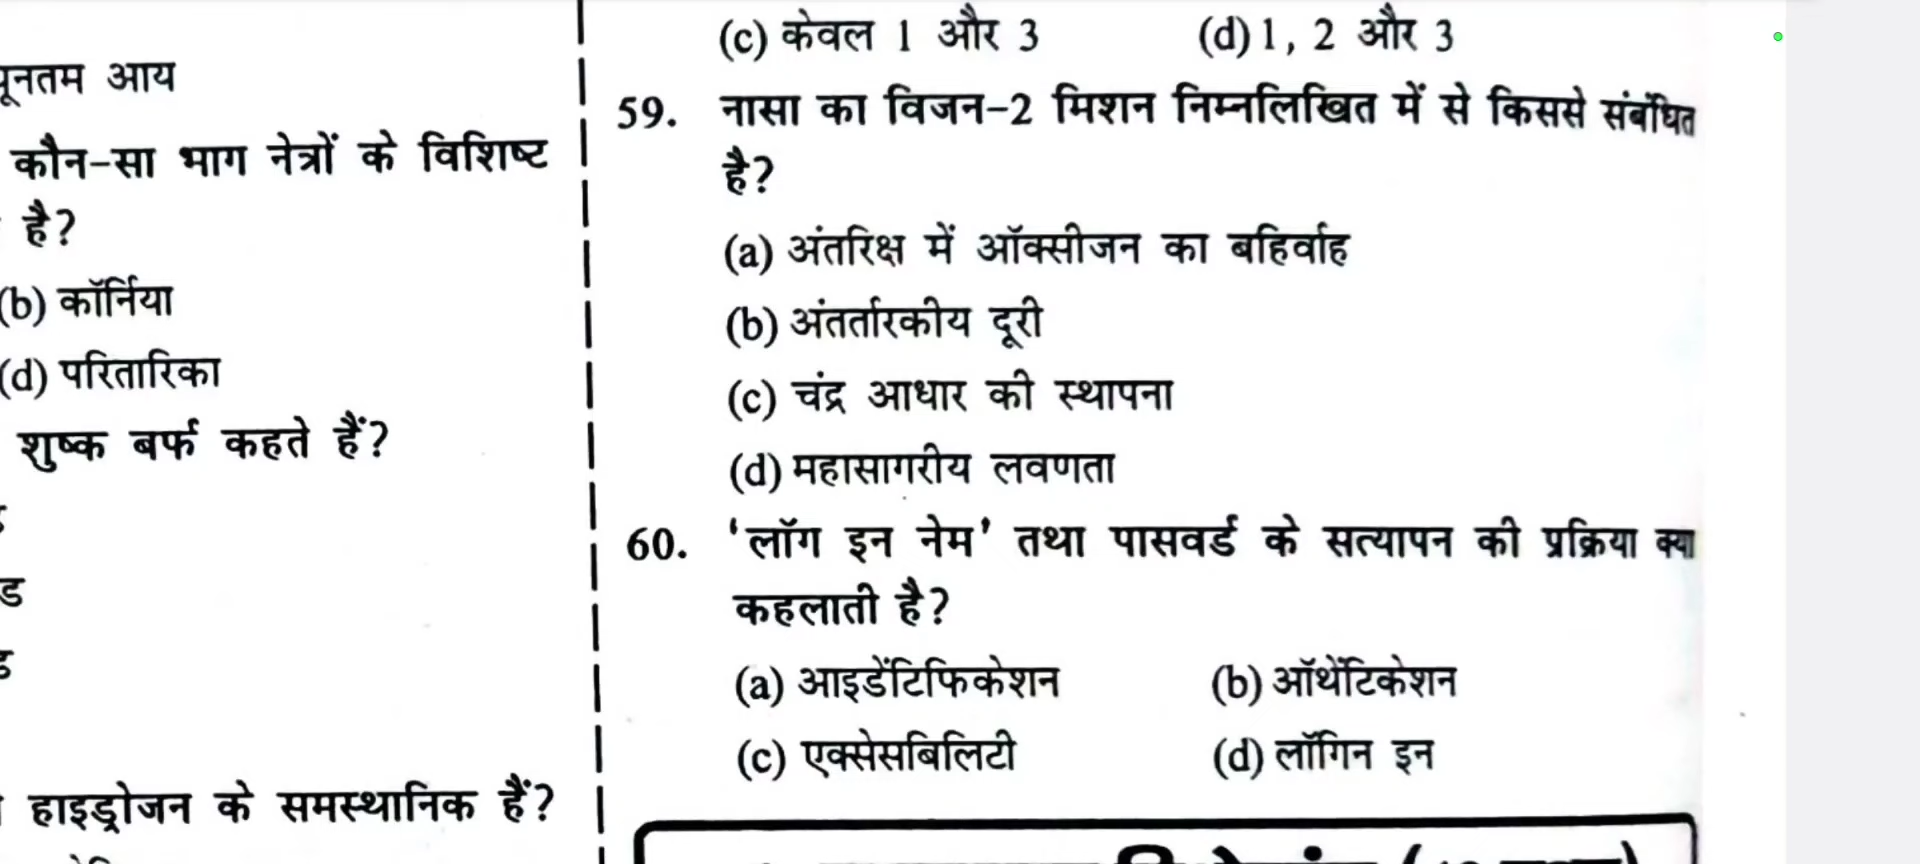 यूनतम आय
कौन-सा भाग नेत्रों के विशिष्ट
है?
(b) कॉर्निया
(d) परितारिका
शुष्क बर्फ कहते हैं?
ड
हाइड्रोजन के समस्थानिक हैं?
(c) केवल 1 और 3 (d) 1, 2 और 3
59. नासा का विजन-2 मिशन निम्नलिखित में से किससे संबंधित
है?
(a) अंतरिक्ष में ऑक्सीजन का बहिर्वाह
(b) अंतर्तारकीय दूरी
(c) चंद्र आधार की स्थापना
(d) महासागरीय लवणता
60. ‘लॉग इन नेम’ तथा पासवर्ड के सत्यापन की प्रक्रिया क्या
कहलाती है?
(a) आइडेंटिफिकेशन (b) ऑथेंटिकेशन
(c) एक्सेसबिलिटी (d) लॉगिन इन